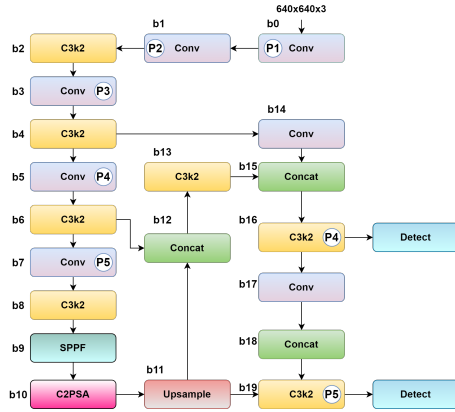 640x640x3
b2 C3k2 b1 P2 Conv b0 P1 Conv
b3 Conv P3
b4 C3k2 b14 Conv
b5 Conv P4 b13 C3k2 b15 Concat
b6 C3k2 b12 Concat b16 C3k2 P4 Detect
b7 Conv P5 b17 Conv
b8 C3k2
b9 SPPF b18 Concat
b10 C2PSA b11 Upsample b19 C3k2 P5 Detect